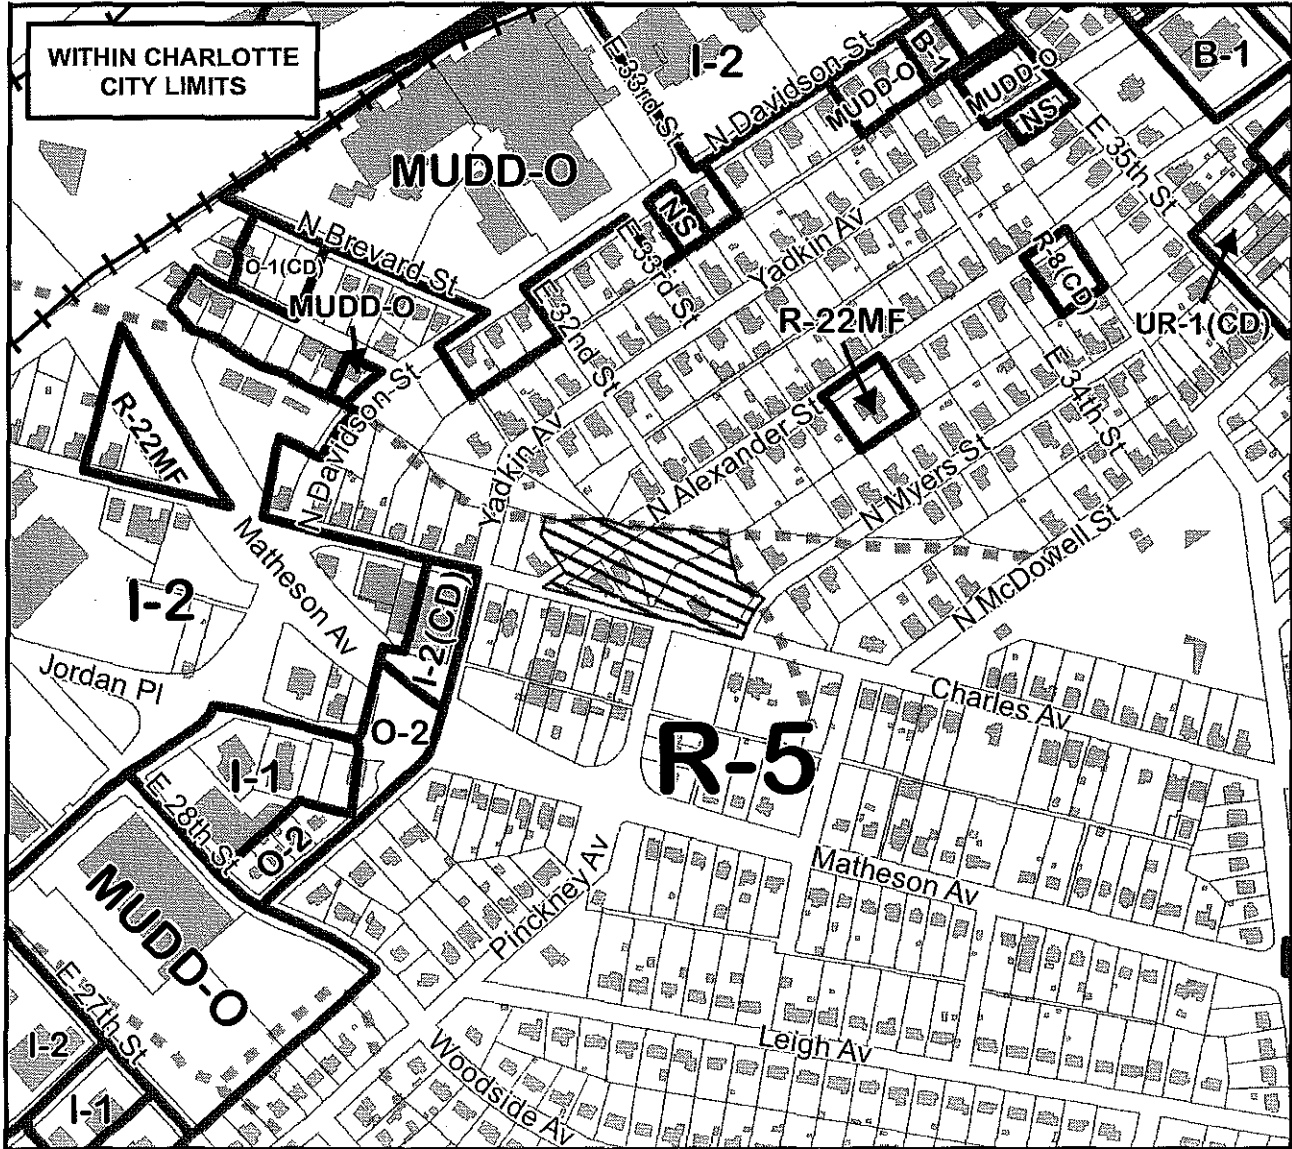 WITHIN CHARLOTTE
CITY LIMITS
I-2
B-1
MUDD-O
B-1
MUDD-O
NS
N Davidson St
E 33rd St
E 35th St
MUDD-O
NS
N Brevard St
O-1(CD)
MUDD-O
E 33rd St
Yadkin Av
R-8(CD)
UR-1(CD)
R-22MF
E 32nd St
E 34th St
R-22MF
N Davidson St
Yadkin Av
N Alexander St
N Myers St
N McDowell St
Matheson Av
I-2
I-2(CD)
Jordan Pl
O-2
R-5
Charles Av
I-1
E 28th St
O-2
Matheson Av
Pinckney Av
MUDD-O
E 27th St
I-2
I-1
Woodside Av
Leigh Av